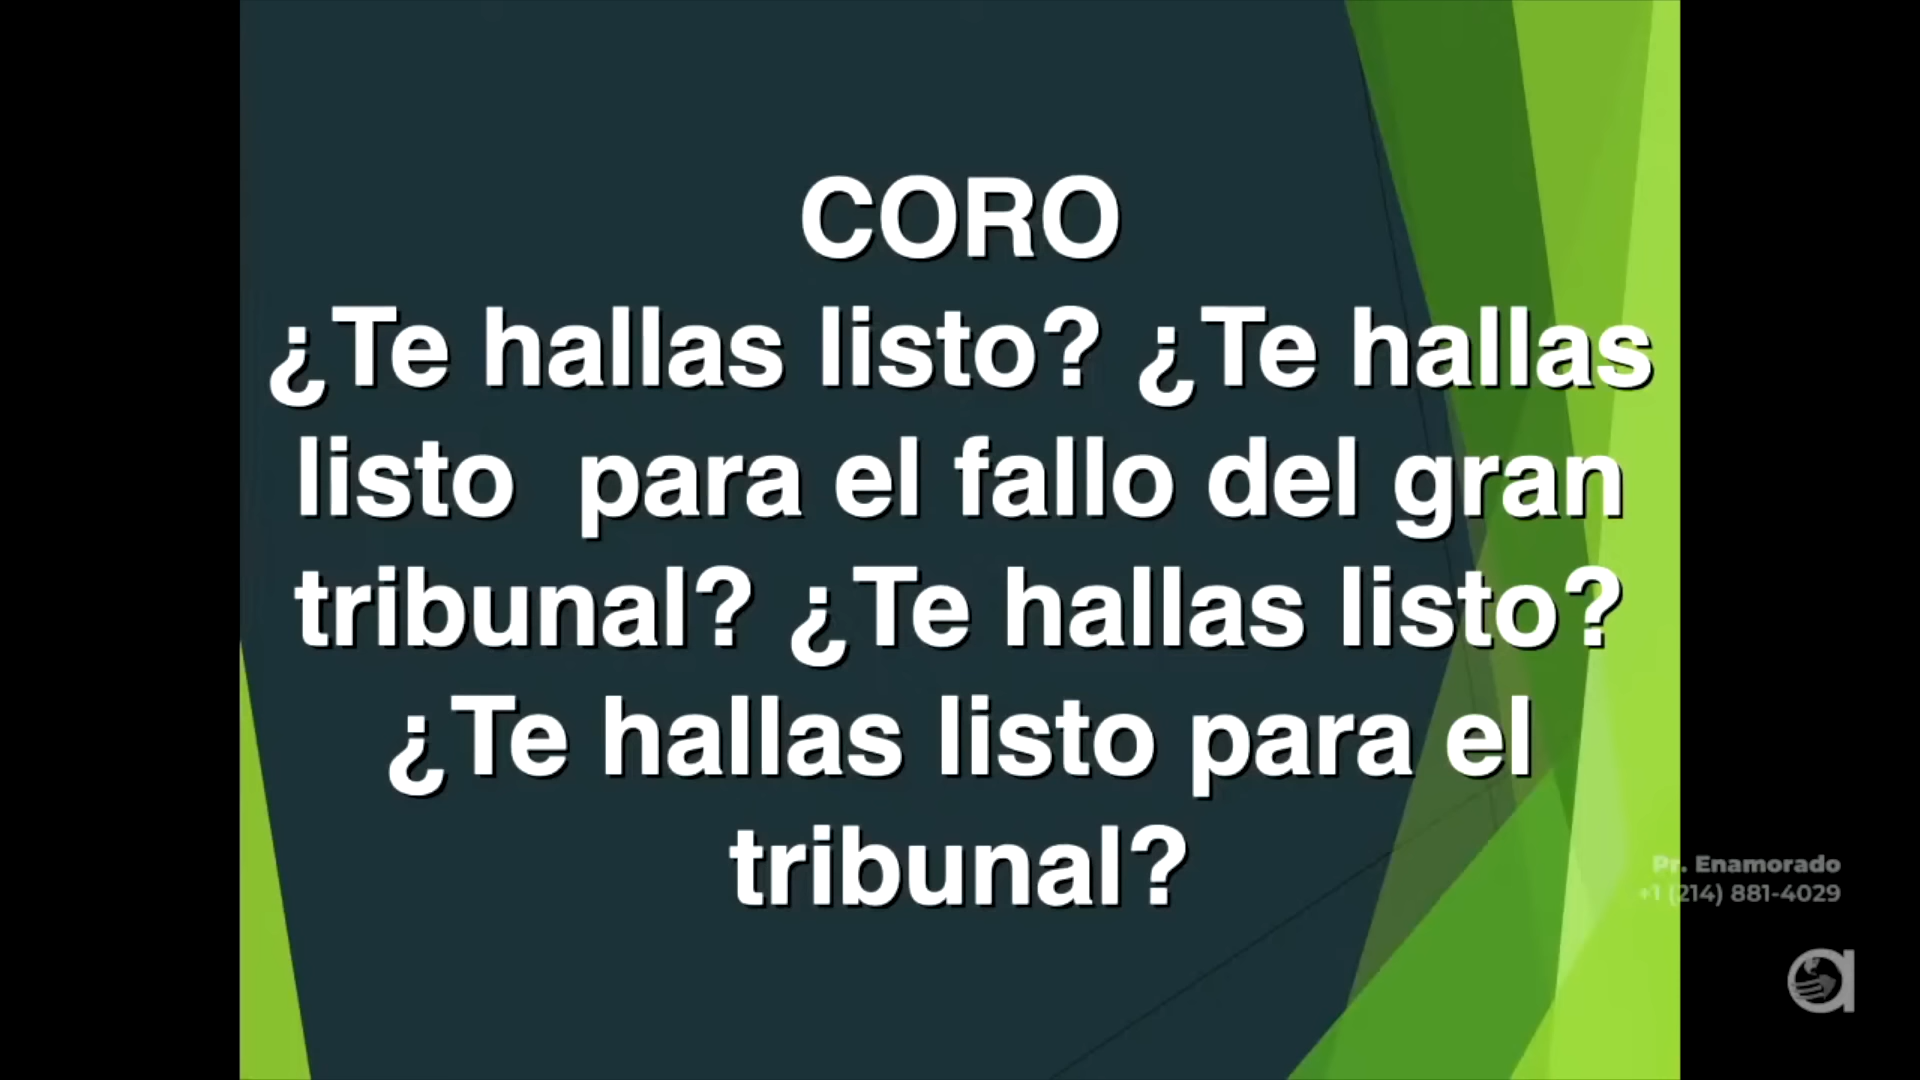 CORO
¿Te hallas listo? ¿Te hallas
listo  para el fallo del gran
tribunal? ¿Te hallas listo?
¿Te hallas listo para el
tribunal?
Pr. Enamorado
+1 (214) 881-4029